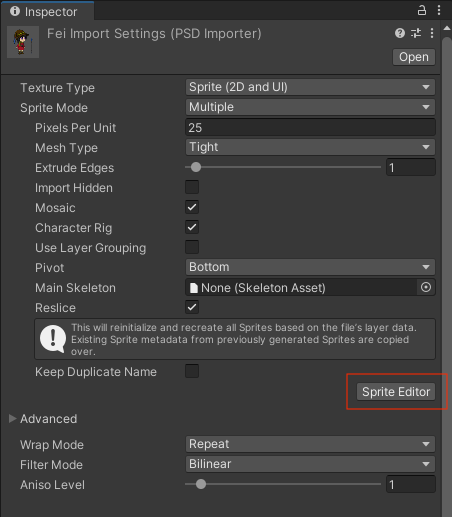 Inspector
Fei Import Settings (PSD Importer)
Open
Texture Type Sprite (2D and UI)
Sprite Mode Multiple
Pixels Per Unit 25
Mesh Type Tight
Extrude Edges 1
Import Hidden
Mosaic
Character Rig
Use Layer Grouping
Pivot Bottom
Main Skeleton None (Skeleton Asset)
Reslice
This will reinitialize and recreate all Sprites based on the file's layer data.
Existing Sprite metadata from previously generated Sprites are copied
over.
Keep Duplicate Name
Sprite Editor
Advanced
Wrap Mode Repeat
Filter Mode Bilinear
Aniso Level 1